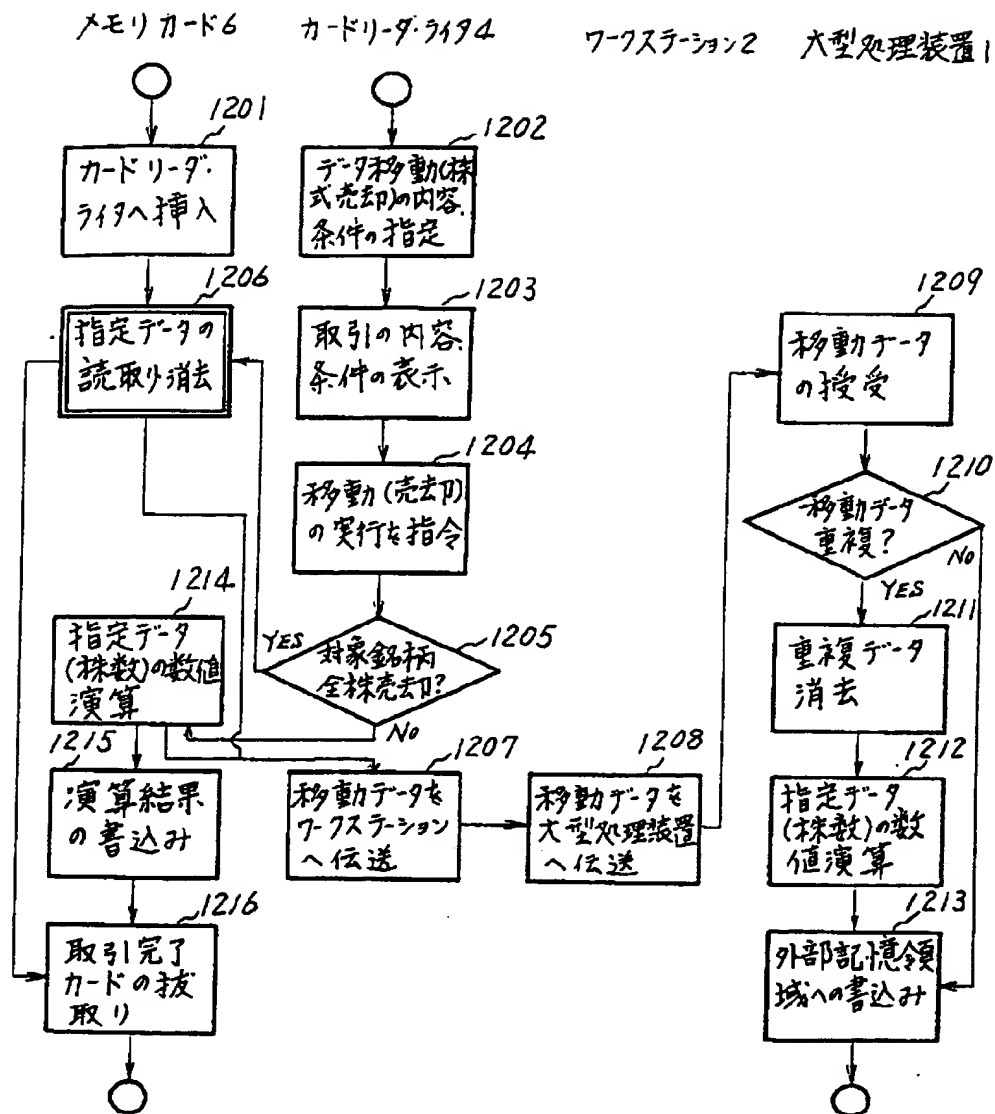 メモリカード6
カードリーダ・ライタ4
ワークステーション2
大型処理装置1
1201
カードリーダ・
ライタへ挿入
1202
データ移動(株
式売却)の内容、
条件の指定
1206
指定データの
読取り消去
1203
取引の内容、
条件の表示
1204
移動(売却)
の実行を指令
1205
対象銘柄
全株売却?
YES
No
1214
指定データ
(株数)の数値
演算
1215
演算結果
の書込み
1216
取引完了
カードの抜
取り
1207
移動データを
ワークステーション
へ伝送
1208
移動データを
大型処理装置
へ伝送
1209
移動データ
の授受
1210
移動データ
重複?
No
YES
1211
重複データ
消去
1212
指定データ
(株数)の数
値演算
1213
外部記憶領
域への書込み